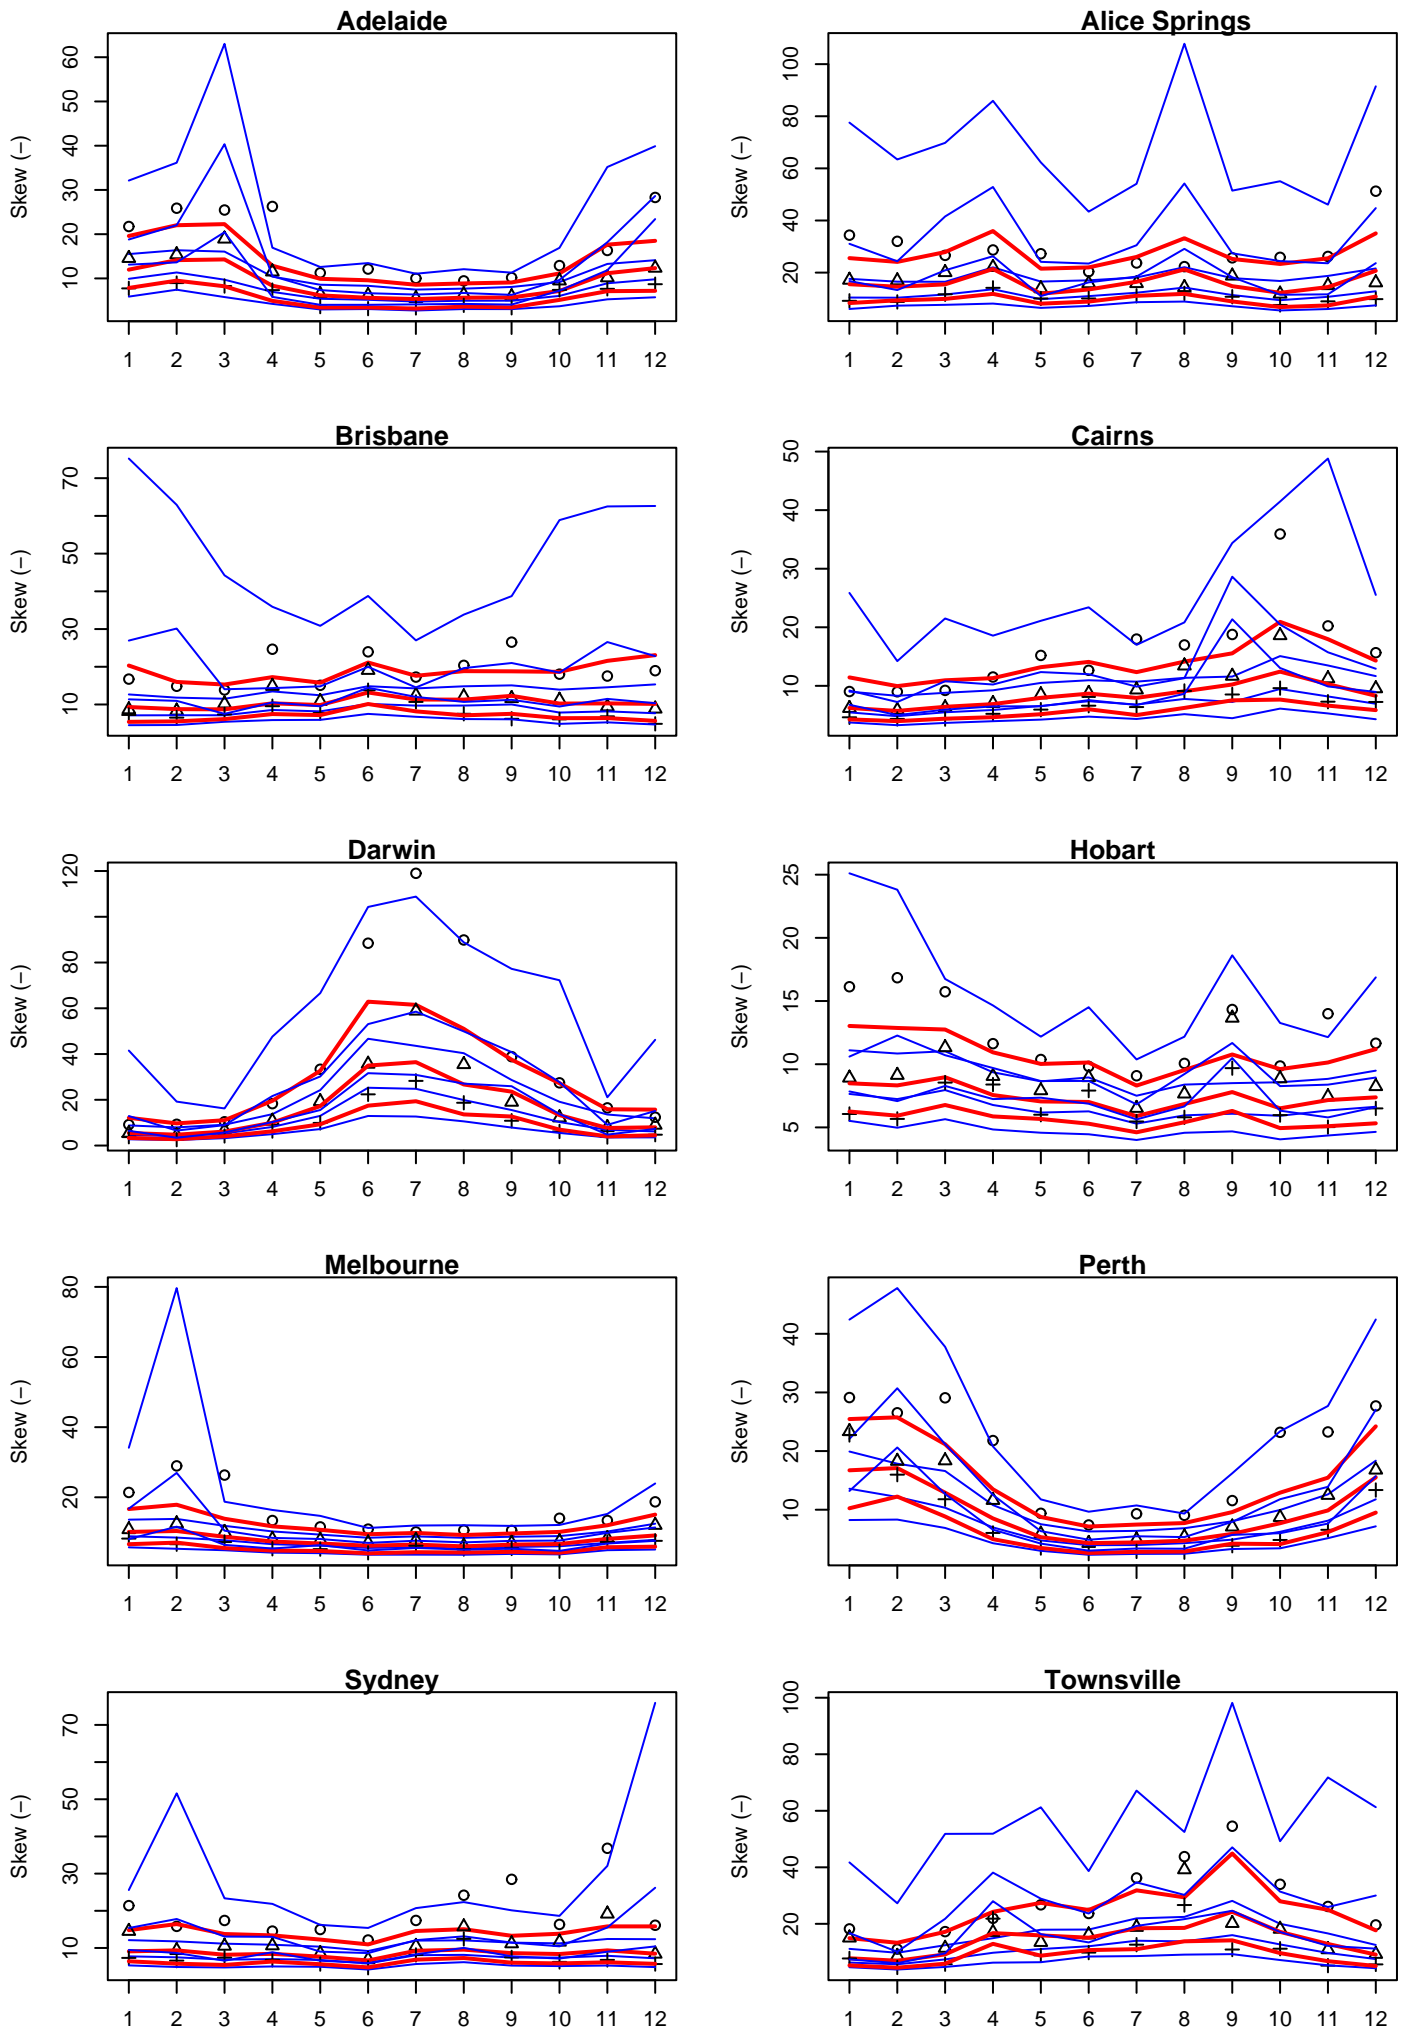 Adelaide
Skew (−)
10 20 30 40 50 60
1 2 3 4 5 6 7 8 9 10 11 12
Alice Springs
Skew (−)
20 40 60 80 100
1 2 3 4 5 6 7 8 9 10 11 12
Brisbane
Skew (−)
10 30 50 70
1 2 3 4 5 6 7 8 9 10 11 12
Cairns
Skew (−)
10 20 30 40 50
1 2 3 4 5 6 7 8 9 10 11 12
Darwin
Skew (−)
0 20 40 60 80 120
1 2 3 4 5 6 7 8 9 10 11 12
Hobart
Skew (−)
5 10 15 20 25
1 2 3 4 5 6 7 8 9 10 11 12
Melbourne
Skew (−)
20 40 60 80
1 2 3 4 5 6 7 8 9 10 11 12
Perth
Skew (−)
10 20 30 40
1 2 3 4 5 6 7 8 9 10 11 12
Sydney
Skew (−)
10 30 50 70
1 2 3 4 5 6 7 8 9 10 11 12
Townsville
Skew (−)
20 40 60 80 100
1 2 3 4 5 6 7 8 9 10 11 12